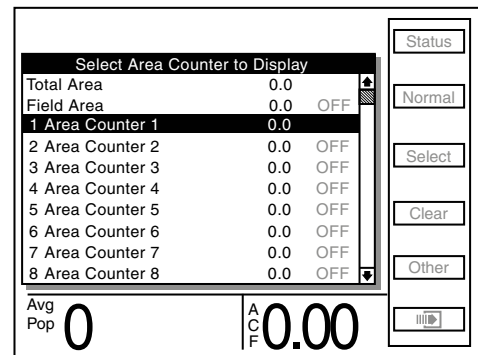 Select Area Counter to Display
Total Area 0.0
Field Area 0.0 OFF
1 Area Counter 1 0.0
2 Area Counter 2 0.0 OFF
3 Area Counter 3 0.0 OFF
4 Area Counter 4 0.0 OFF
5 Area Counter 5 0.0 OFF
6 Area Counter 6 0.0 OFF
7 Area Counter 7 0.0 OFF
8 Area Counter 8 0.0 OFF
Avg
Pop 0
ACF 0.00
Status
Normal
Select
Clear
Other